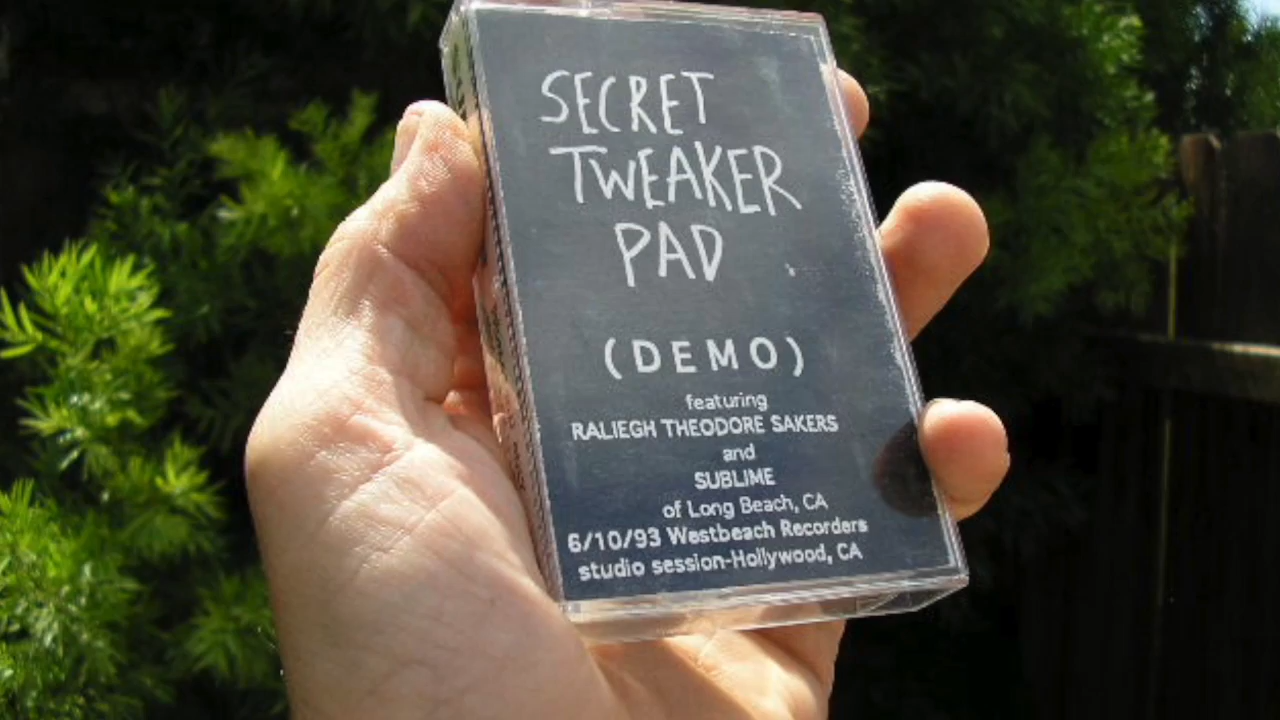 SECRET
TWEAKER
PAD
(DEMO)
featuring
RALIEGH THEODORE SAKERS
and
SUBLIME
of Long Beach, CA
6/10/93 Westbeach Recorders
studio session-Hollywood, CA